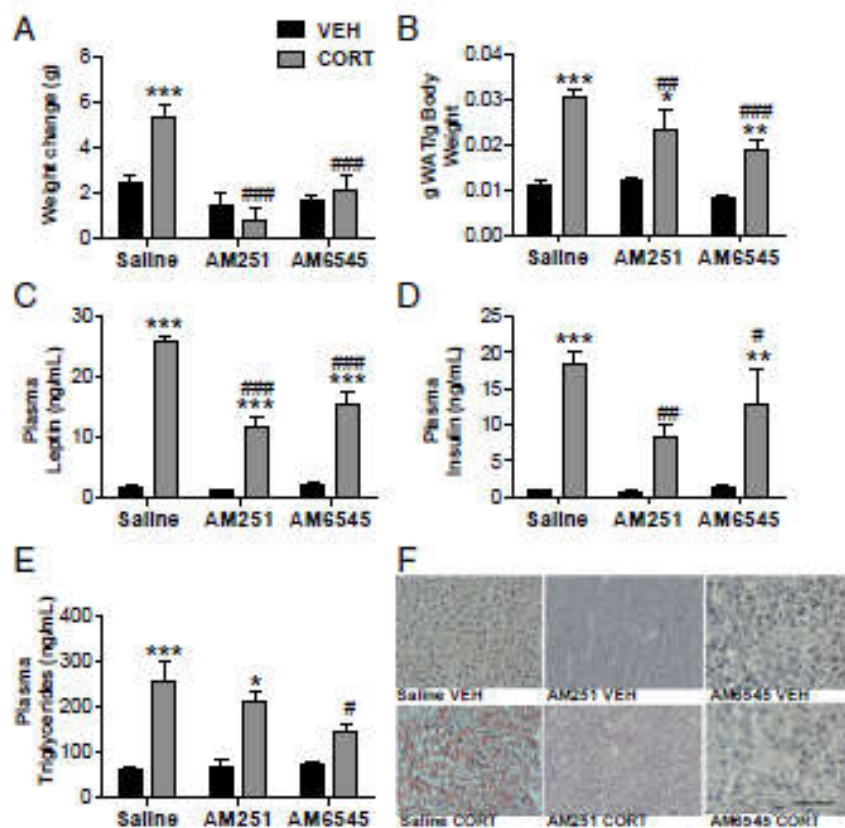 A
VEH
CORT
Weight change (g)
8
6
4
2
0
***
###
###
Saline AM251 AM6545
B
g WAT/g Body
Weight
0.04
0.03
0.02
0.01
0.00
***
##
*
###
**
Saline AM251 AM6545
C
Plasma
Leptin (ng/mL)
30
20
10
0
***
###
***
###
***
Saline AM251 AM6545
D
Plasma
Insulin (ng/mL)
25
20
15
10
5
0
***
##
#
**
Saline AM251 AM6545
E
Plasma
Triglycerides (ng/mL)
400
300
200
100
0
***
*
#
Saline AM251 AM6545
F
Saline VEH AM251 VEH AM6545 VEH
Saline CORT AM251 CORT AM6545 CORT